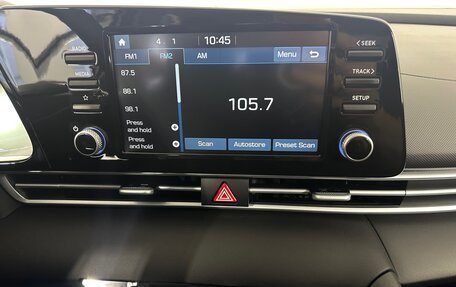 4. 1 10:45
RADIO FM1 FM2 AM Menu < SEEK
87.5
MEDIA 88.1 105.7 TRACK >
98.1 SETUP
Press
and hold
Press
and hold
Scan Autostore Preset Scan